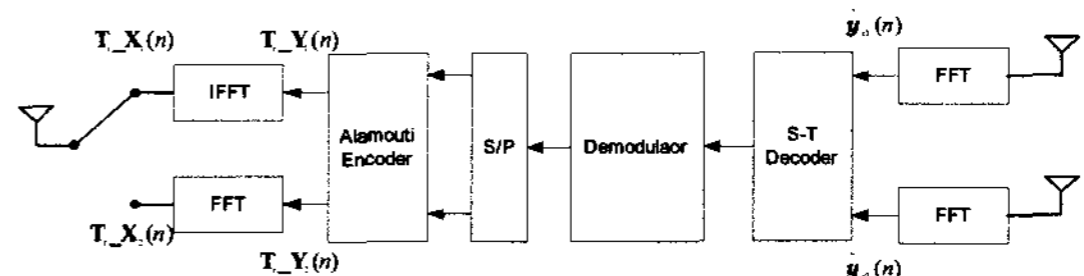 T_X(n)
T_Y(n)
y(n)
IFFT
FFT
Alamouti
Encoder
S/P
Demodulaor
S-T
Decoder
FFT
FFT
T_X(n)
T_Y(n)
y(n)